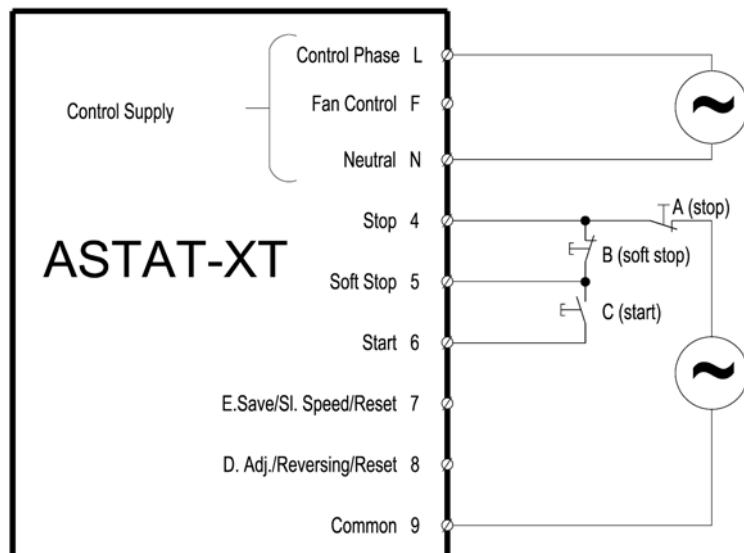 Control Phase L
Control Supply
Fan Control F
Neutral N
Stop 4
A (stop)
ASTAT-XT
B (soft stop)
Soft Stop 5
C (start)
Start 6
E.Save/Sl. Speed/Reset 7
D. Adj./Reversing/Reset 8
Common 9